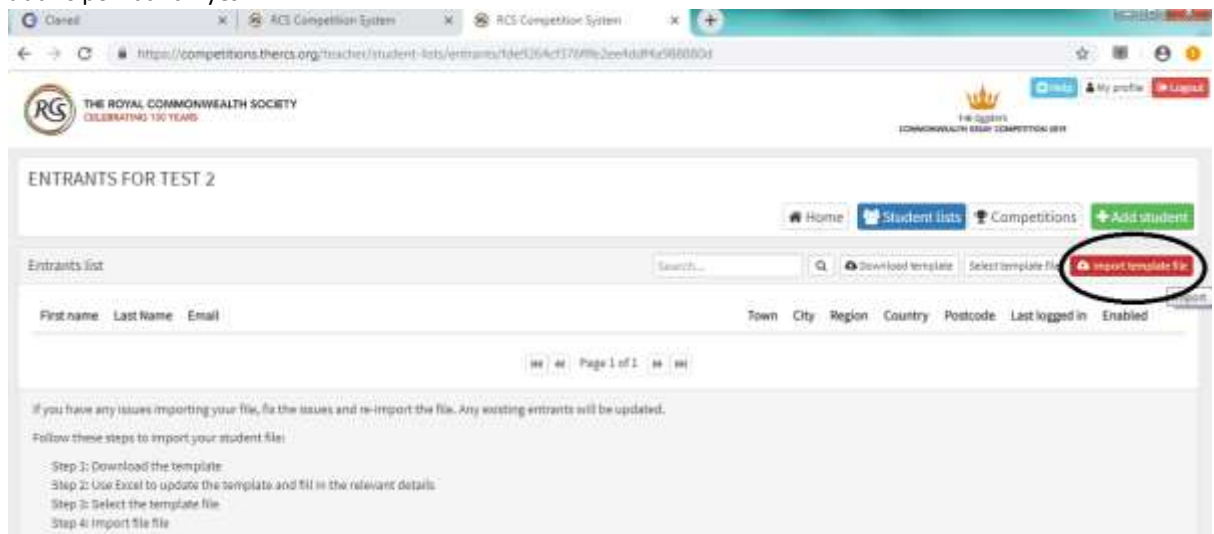 Claned RCS Competition System RCS Competition System
https://competitions.thercs.org/teacher/student-lists/entrants/
RCS THE ROYAL COMMONWEALTH SOCIETY
CELEBRATING 150 YEARS
Help My profile Logout
THE QUEEN'S
COMMONWEALTH ESSAY COMPETITION 2019
ENTRANTS FOR TEST 2
Home Student lists Competitions Add student
Entrants list Search... Download template Select template file Import template file
Import
First name Last Name Email Town City Region Country Postcode Last logged in Enabled
Page 1 of 1
If you have any issues importing your file, fix the issues and re-import the file. Any existing entrants will be updated.
Follow these steps to import your student file:
Step 1: Download the template
Step 2: Use Excel to update the template and fill in the relevant details
Step 3: Select the template file
Step 4: Import file file